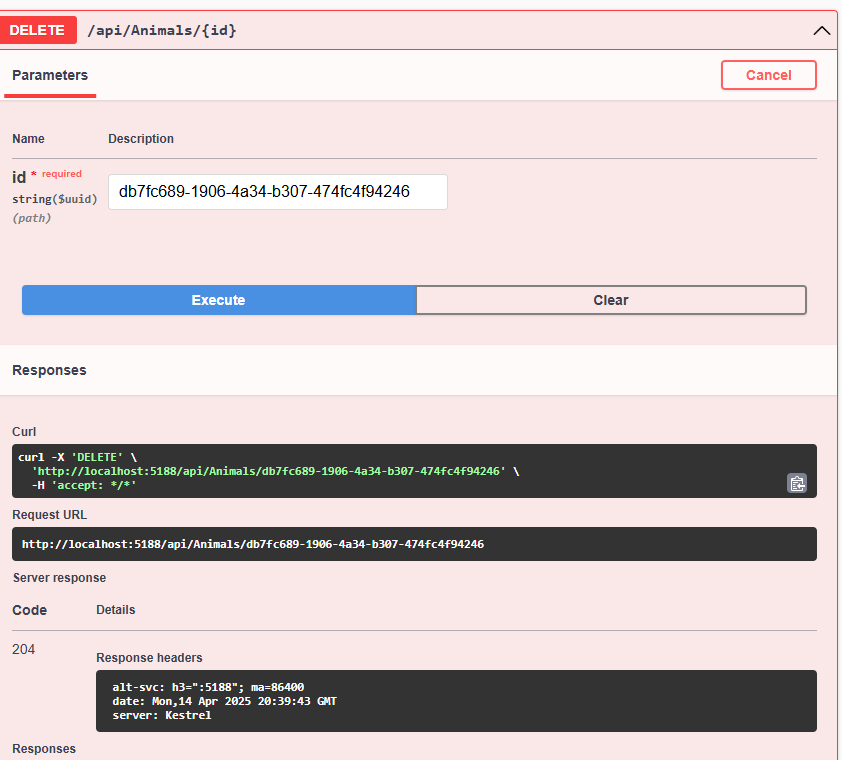 DELETE /api/Animals/{id}
Parameters
Cancel
Name Description
id * required
string($uuid)
(path)
db7fc689-1906-4a34-b307-474fc4f94246
Execute Clear
Responses
Curl
curl -X 'DELETE' \
'http://localhost:5188/api/Animals/db7fc689-1906-4a34-b307-474fc4f94246' \
-H 'accept: */*'
Request URL
http://localhost:5188/api/Animals/db7fc689-1906-4a34-b307-474fc4f94246
Server response
Code Details
204
Response headers
alt-svc: h3=":5188"; ma=86400
date: Mon,14 Apr 2025 20:39:43 GMT
server: Kestrel
Responses